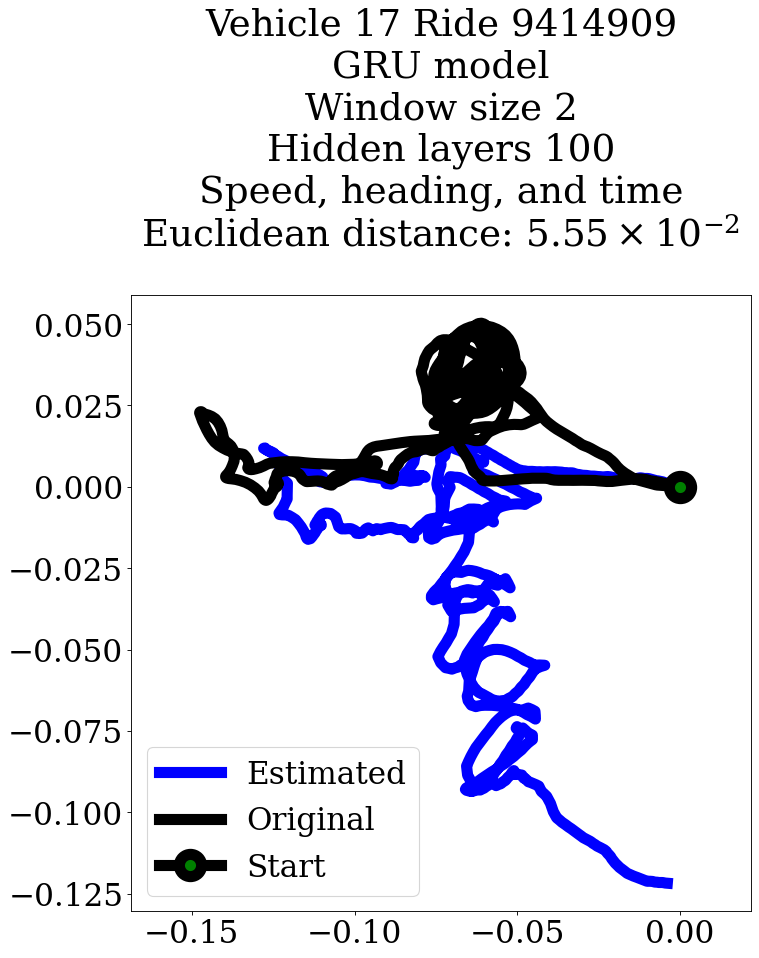 Vehicle 17 Ride 9414909
GRU model
Window size 2
Hidden layers 100
Speed, heading, and time
Euclidean distance: 5.55 × 10⁻²
0.050
0.025
0.000
−0.025
−0.050
−0.075
−0.100
−0.125
Estimated
Original
Start
−0.15 −0.10 −0.05 0.00